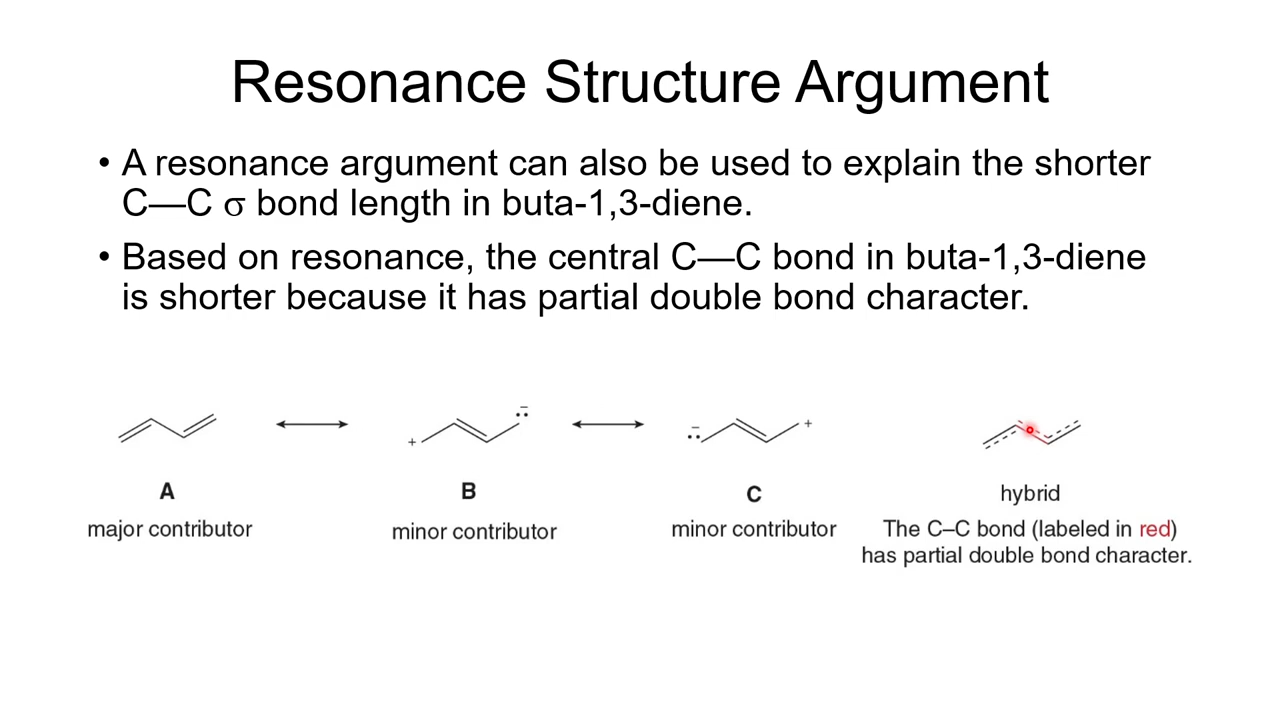 Resonance Structure Argument
• A resonance argument can also be used to explain the shorter
C—C σ bond length in buta-1,3-diene.
• Based on resonance, the central C—C bond in buta-1,3-diene
is shorter because it has partial double bond character.
+ :− :− +
A B C hybrid
major contributor minor contributor minor contributor The C–C bond (labeled in red)
has partial double bond character.